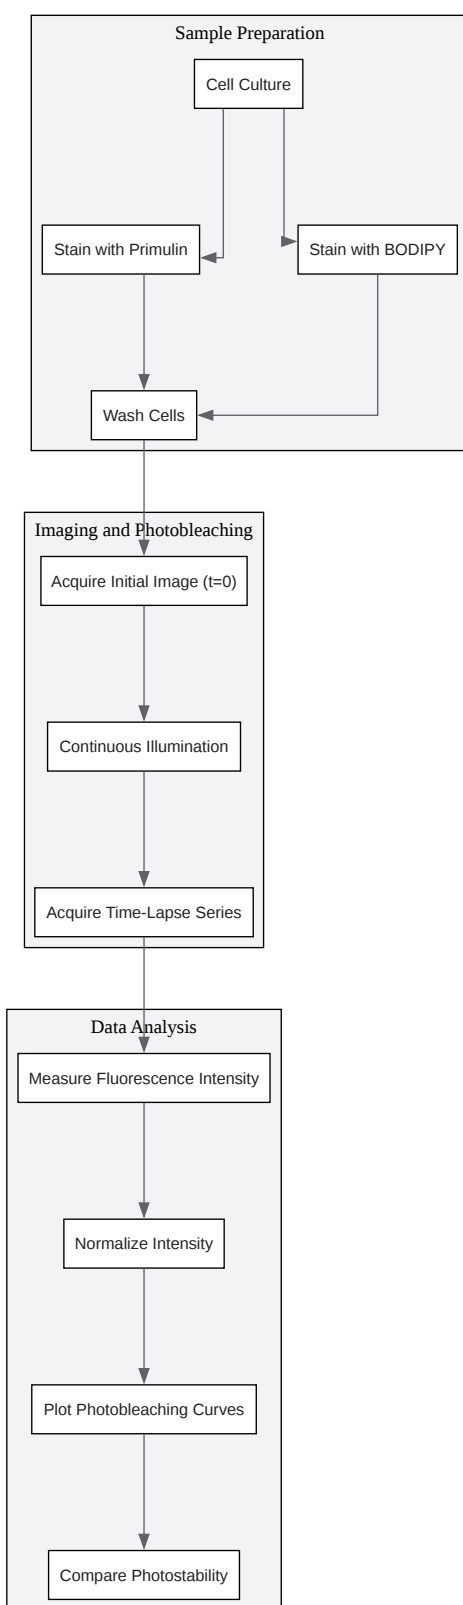 Sample Preparation
Cell Culture
Stain with Primulin
Stain with BODIPY
Wash Cells
Imaging and Photobleaching
Acquire Initial Image (t=0)
Continuous Illumination
Acquire Time-Lapse Series
Data Analysis
Measure Fluorescence Intensity
Normalize Intensity
Plot Photobleaching Curves
Compare Photostability